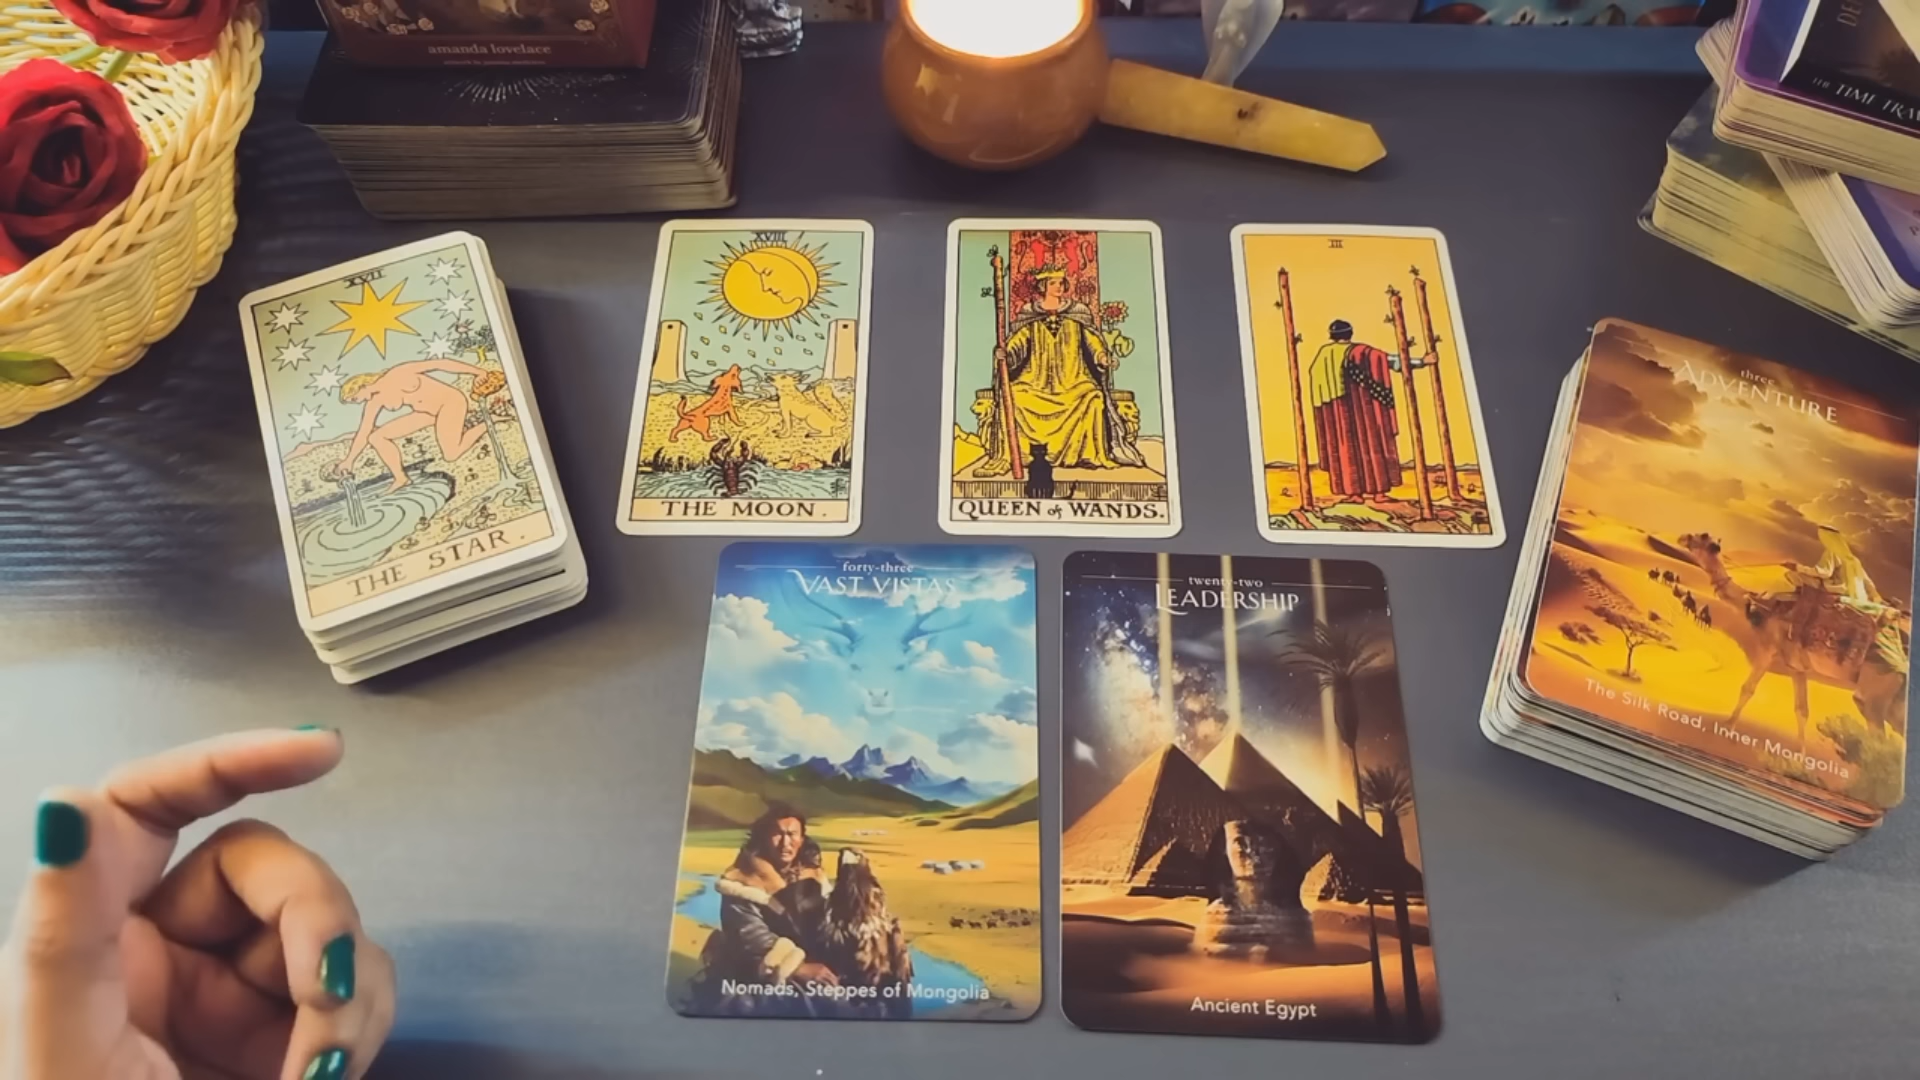 amanda lovelace
THE TIME TRA
XVII
THE STAR.
XVIII
THE MOON.
QUEEN of WANDS.
III
three
ADVENTURE
The Silk Road, Inner Mongolia
forty-three
VAST VISTAS
Nomads, Steppes of Mongolia
twenty-two
LEADERSHIP
Ancient Egypt